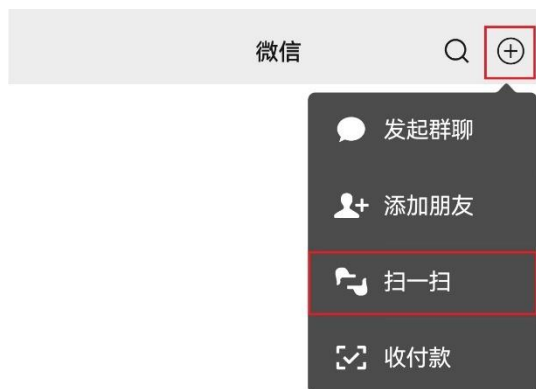 微信
发起群聊
添加朋友
扫一扫
收付款